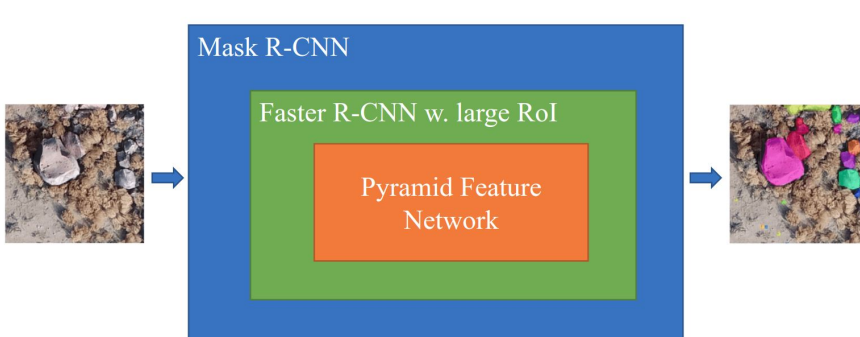 Mask R-CNN
Faster R-CNN w. large RoI
Pyramid Feature
Network